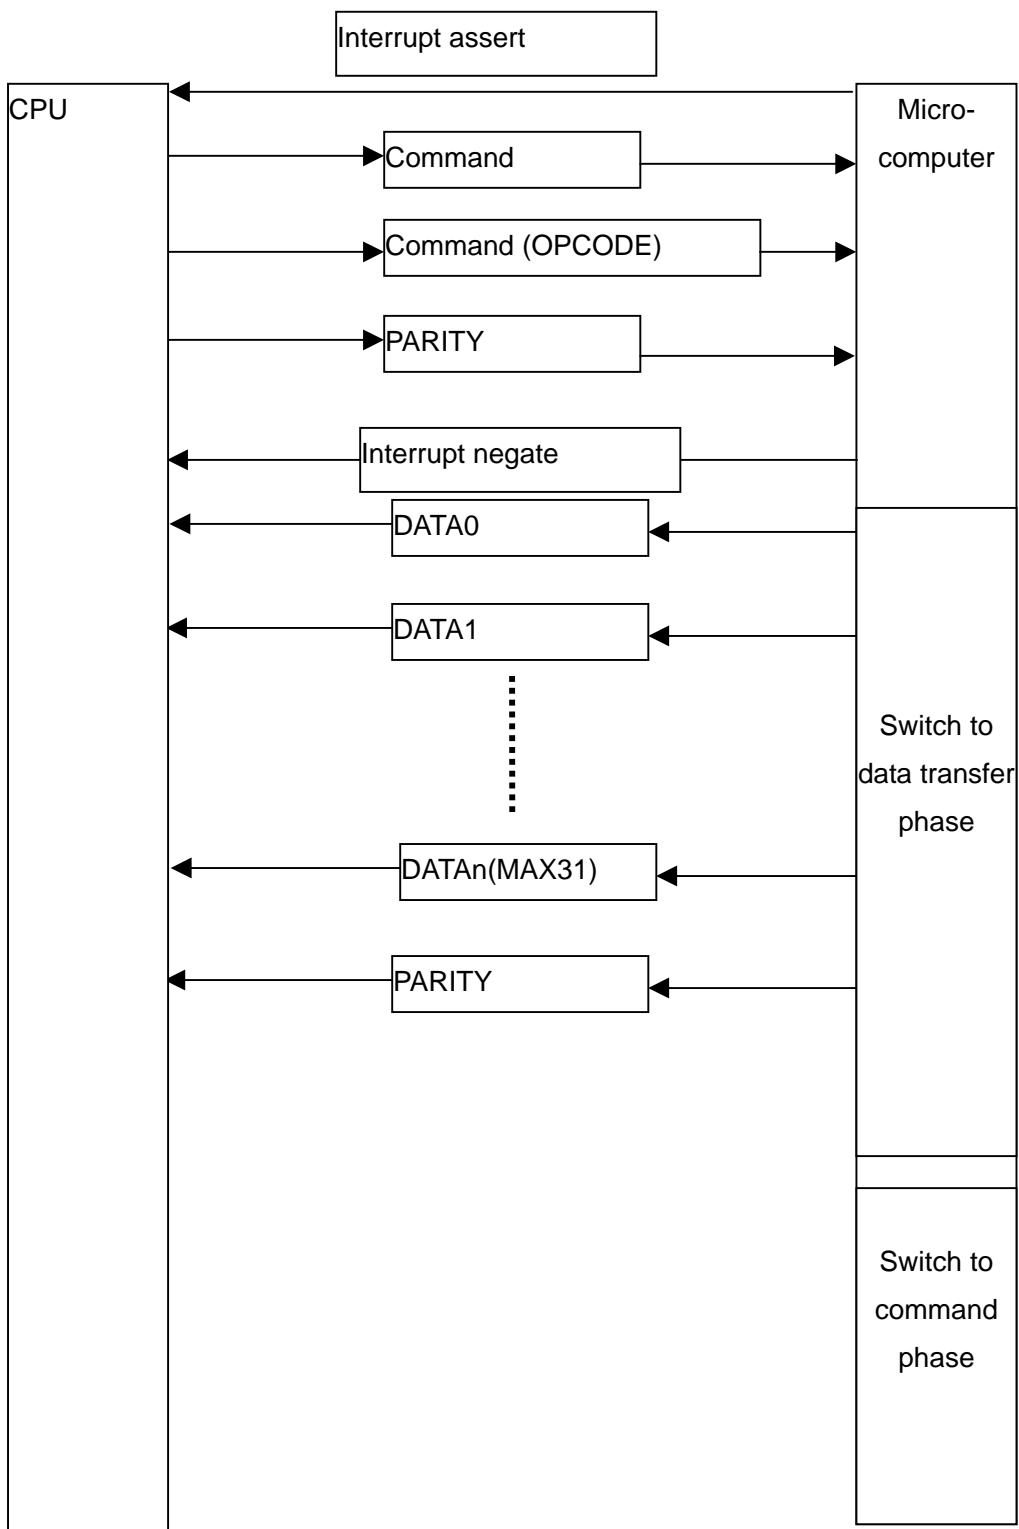 Interrupt assert
CPU
Micro-
computer
Command
Command (OPCODE)
PARITY
Interrupt negate
DATA0
DATA1
Switch to
data transfer
phase
DATAn(MAX31)
PARITY
Switch to
command
phase